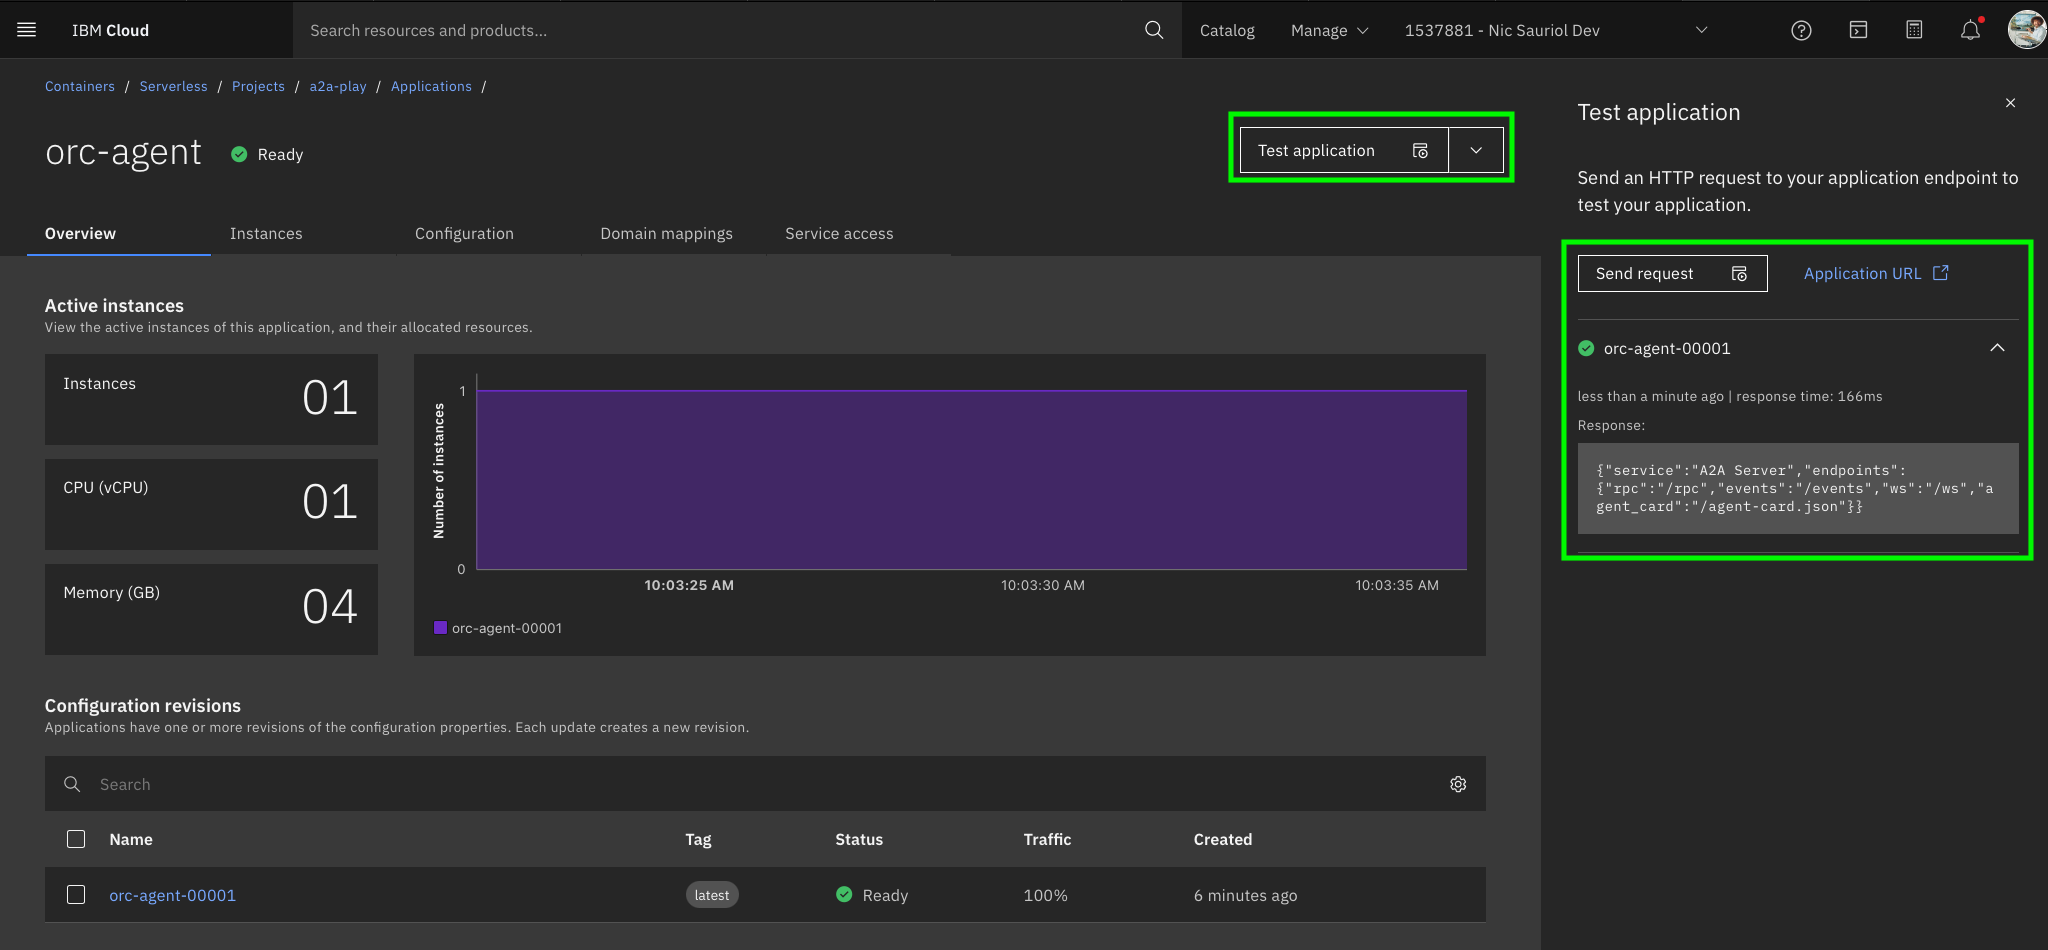 IBM Cloud
Search resources and products...
Catalog
Manage
1537881 - Nic Sauriol Dev
Containers / Serverless / Projects / a2a-play / Applications /
orc-agent
Ready
Test application
Overview
Instances
Configuration
Domain mappings
Service access
Active instances
View the active instances of this application, and their allocated resources.
Instances
01
CPU (vCPU)
01
Memory (GB)
04
Number of instances
1
0
10:03:25 AM
10:03:30 AM
10:03:35 AM
orc-agent-00001
Configuration revisions
Applications have one or more revisions of the configuration properties. Each update creates a new revision.
Search
Name Tag Status Traffic Created
orc-agent-00001 latest Ready 100% 6 minutes ago
Test application
Send an HTTP request to your application endpoint to
test your application.
Send request
Application URL
orc-agent-00001
less than a minute ago | response time: 166ms
Response:
{"service":"A2A Server","endpoints":
{"rpc":"/rpc","events":"/events","ws":"/ws","a
gent_card":"/agent-card.json"}}